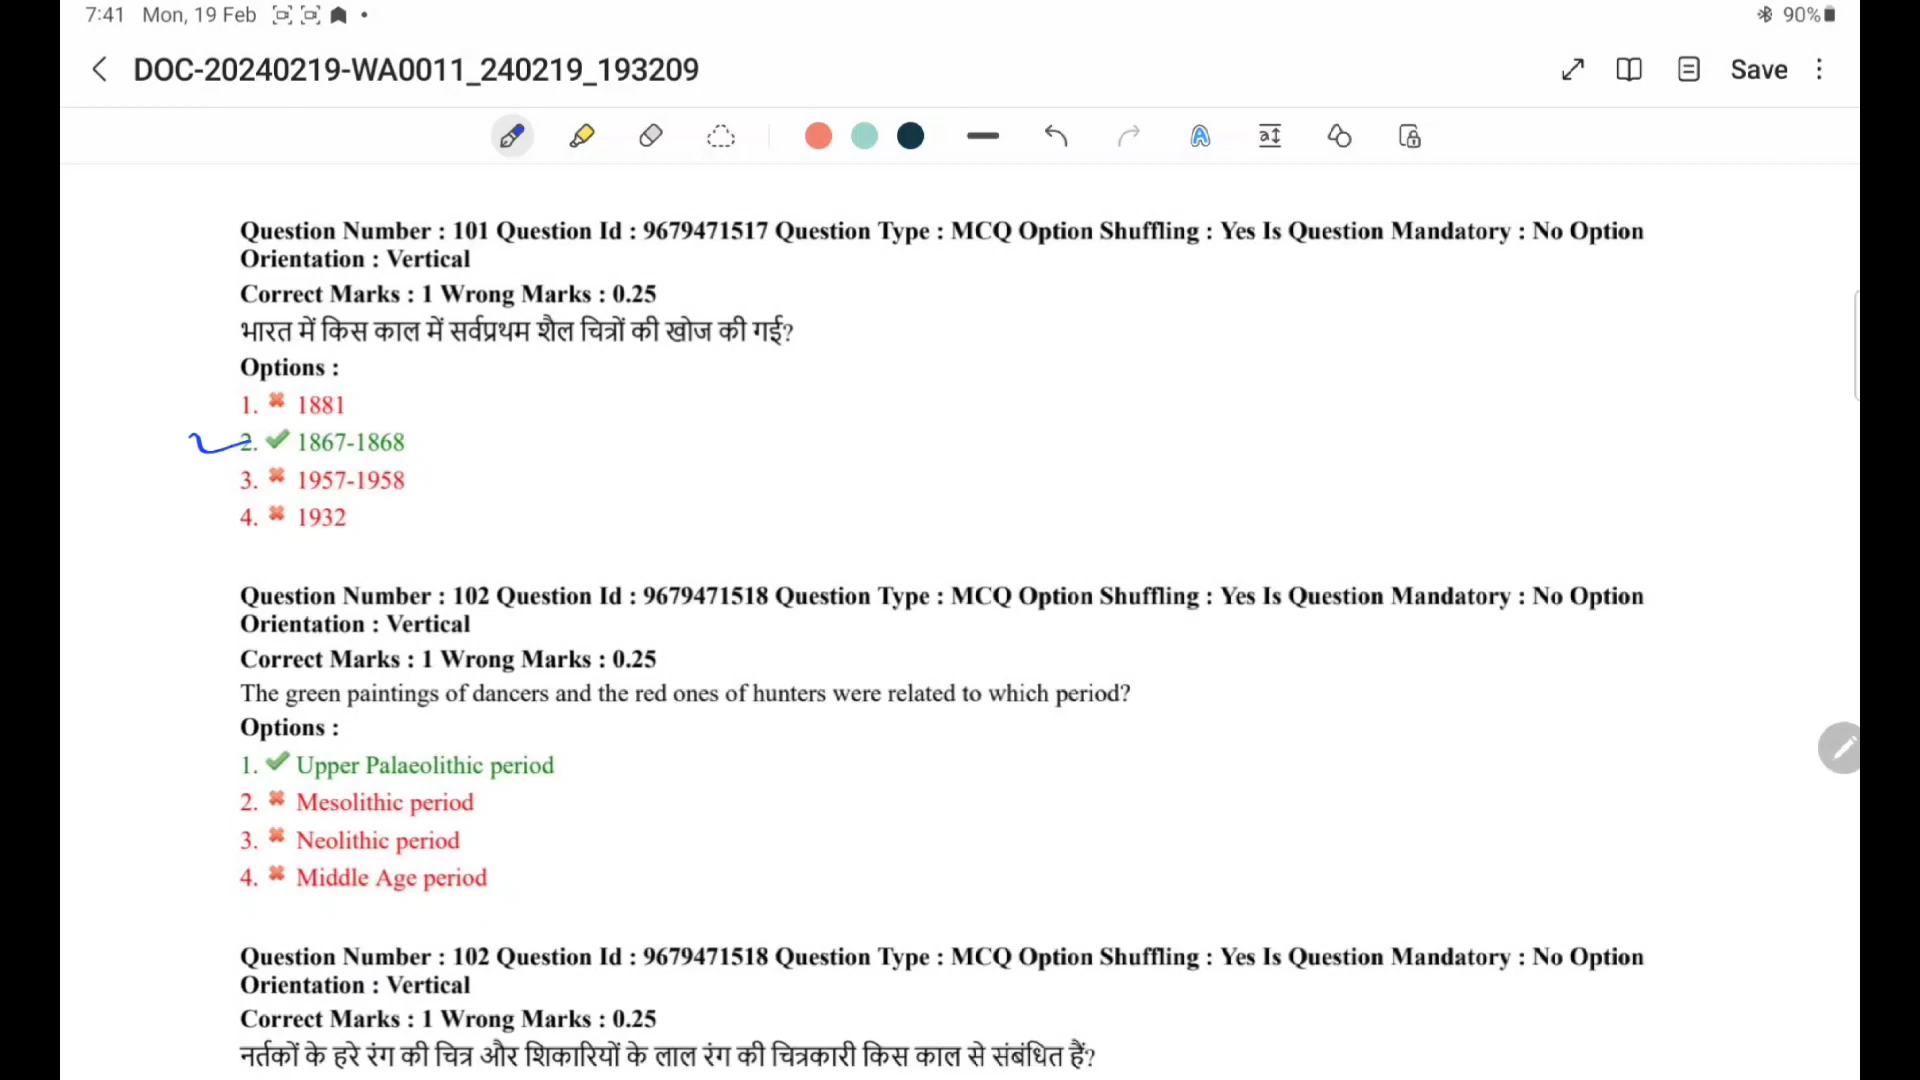 7:41 Mon, 19 Feb
90%
DOC-20240219-WA0011_240219_193209
Save
Question Number : 101 Question Id : 9679471517 Question Type : MCQ Option Shuffling : Yes Is Question Mandatory : No Option
Orientation : Vertical
Correct Marks : 1 Wrong Marks : 0.25
भारत में किस काल में सर्वप्रथम शैल चित्रों की खोज की गई?
Options :
1. 1881
2. 1867-1868
3. 1957-1958
4. 1932
Question Number : 102 Question Id : 9679471518 Question Type : MCQ Option Shuffling : Yes Is Question Mandatory : No Option
Orientation : Vertical
Correct Marks : 1 Wrong Marks : 0.25
The green paintings of dancers and the red ones of hunters were related to which period?
Options :
1. Upper Palaeolithic period
2. Mesolithic period
3. Neolithic period
4. Middle Age period
Question Number : 102 Question Id : 9679471518 Question Type : MCQ Option Shuffling : Yes Is Question Mandatory : No Option
Orientation : Vertical
Correct Marks : 1 Wrong Marks : 0.25
नर्तकों के हरे रंग की चित्र और शिकारियों के लाल रंग की चित्रकारी किस काल से संबंधित हैं?